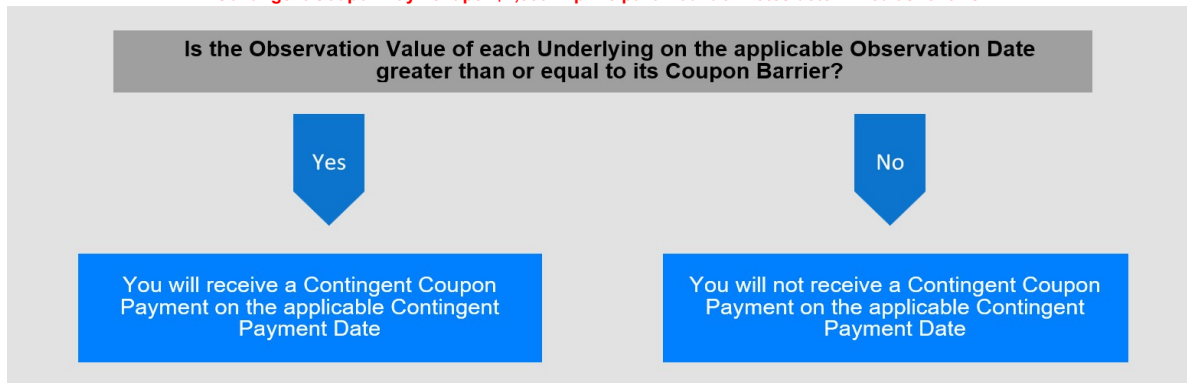 Is the Observation Value of each Underlying on the applicable Observation Date
greater than or equal to its Coupon Barrier?
Yes
No
You will receive a Contingent Coupon
Payment on the applicable Contingent
Payment Date
You will not receive a Contingent Coupon
Payment on the applicable Contingent
Payment Date